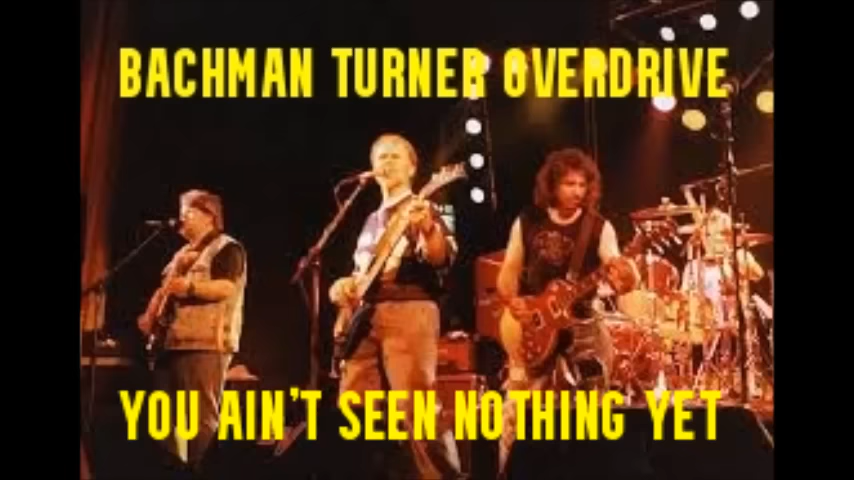 BACHMAN TURNER OVERDRIVE
YOU AIN'T SEEN NOTHING YET